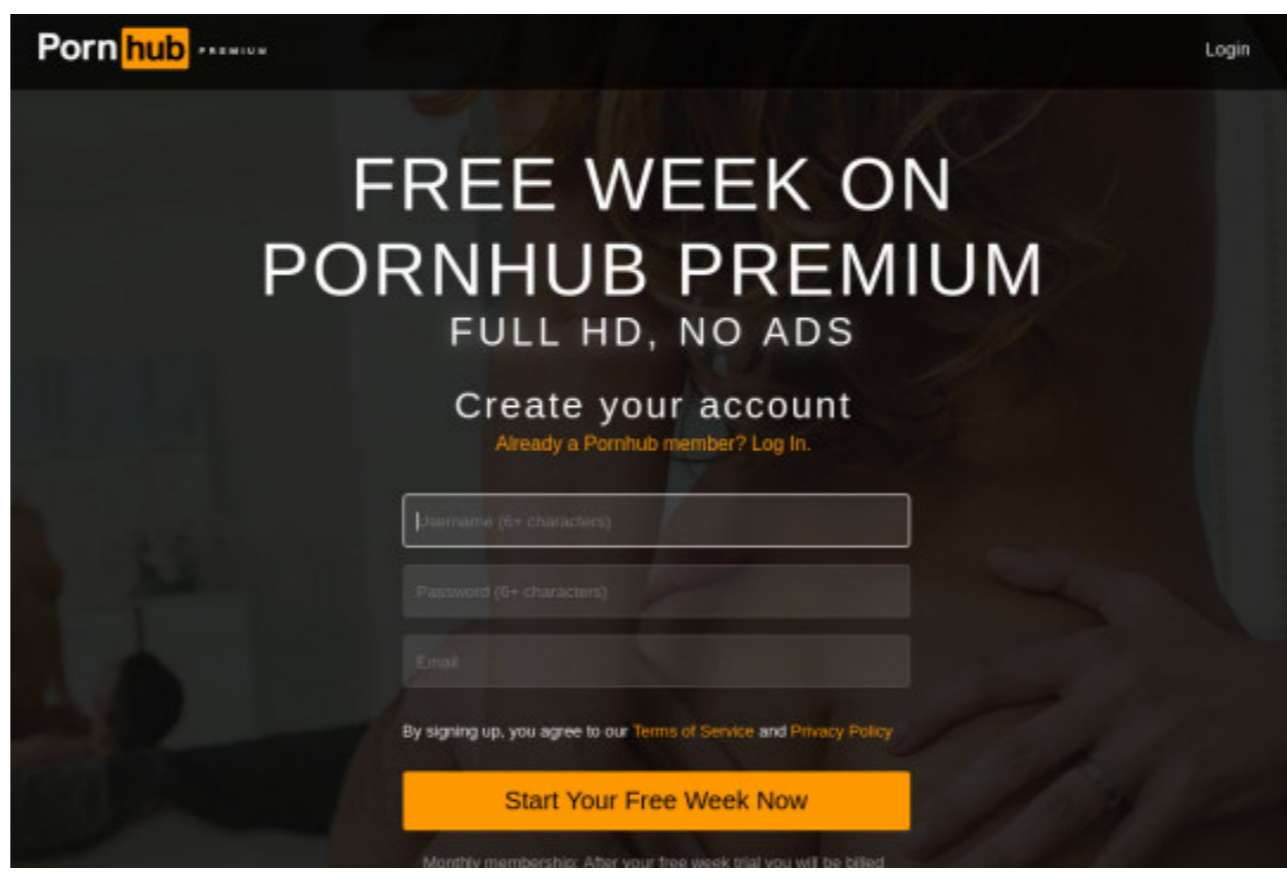 Pornhub PREMIUM
Login
FREE WEEK ON
PORNHUB PREMIUM
FULL HD, NO ADS
Create your account
Already a Pornhub member? Log In.
Username (6+ characters)
Password (6+ characters)
Email
By signing up, you agree to our Terms of Service and Privacy Policy
Start Your Free Week Now
Monthly membership: After your free week trial you will be billed